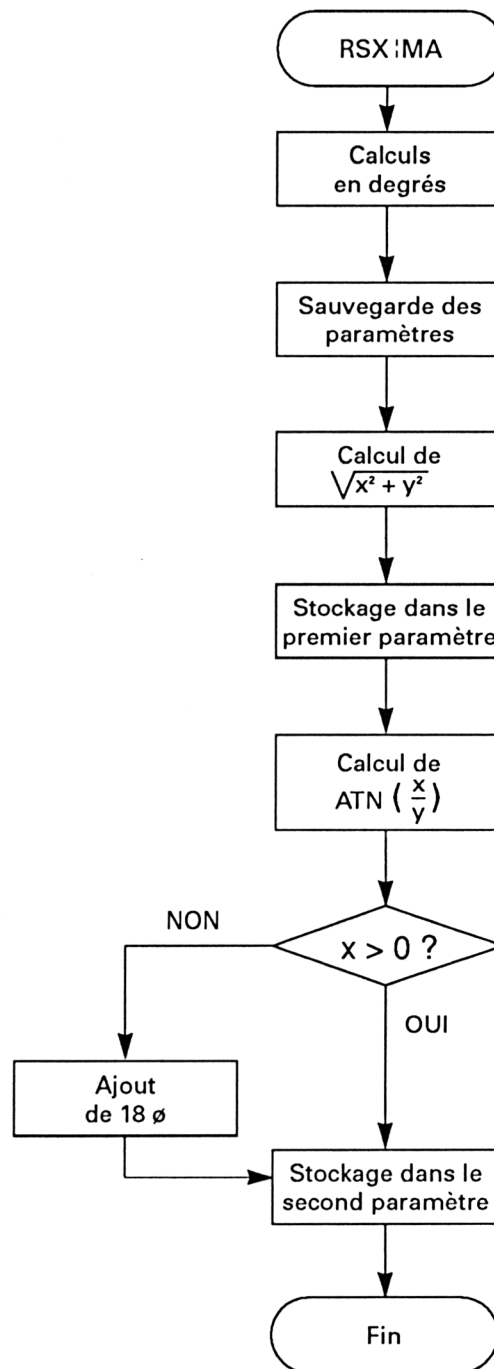 RSX¦MA
Calculs
en degrés
Sauvegarde des
paramètres
Calcul de
√x² + y²
Stockage dans le
premier paramètre
Calcul de
ATN ( x/y )
x > 0 ?
NON
OUI
Ajout
de 18 ø
Stockage dans le
second paramètre
Fin